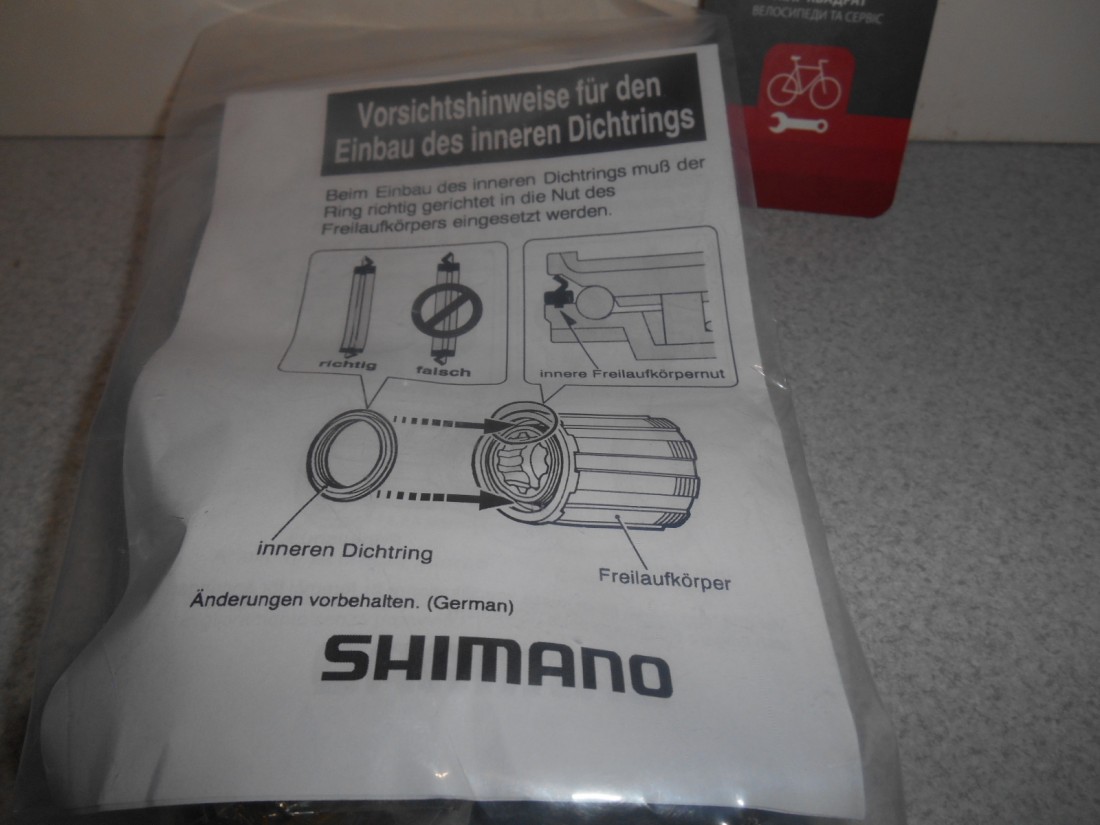 ВЕЛОСИПЕДИ ТА СЕРВІС
Vorsichtshinweise für den
Einbau des inneren Dichtrings
Beim Einbau des inneren Dichtrings muß der
Ring richtig gerichtet in die Nut des
Freilaufkörpers eingesetzt werden.
richtig
falsch
innere Freilaufkörpernut
inneren Dichtring
Freilaufkörper
Änderungen vorbehalten. (German)
SHIMANO